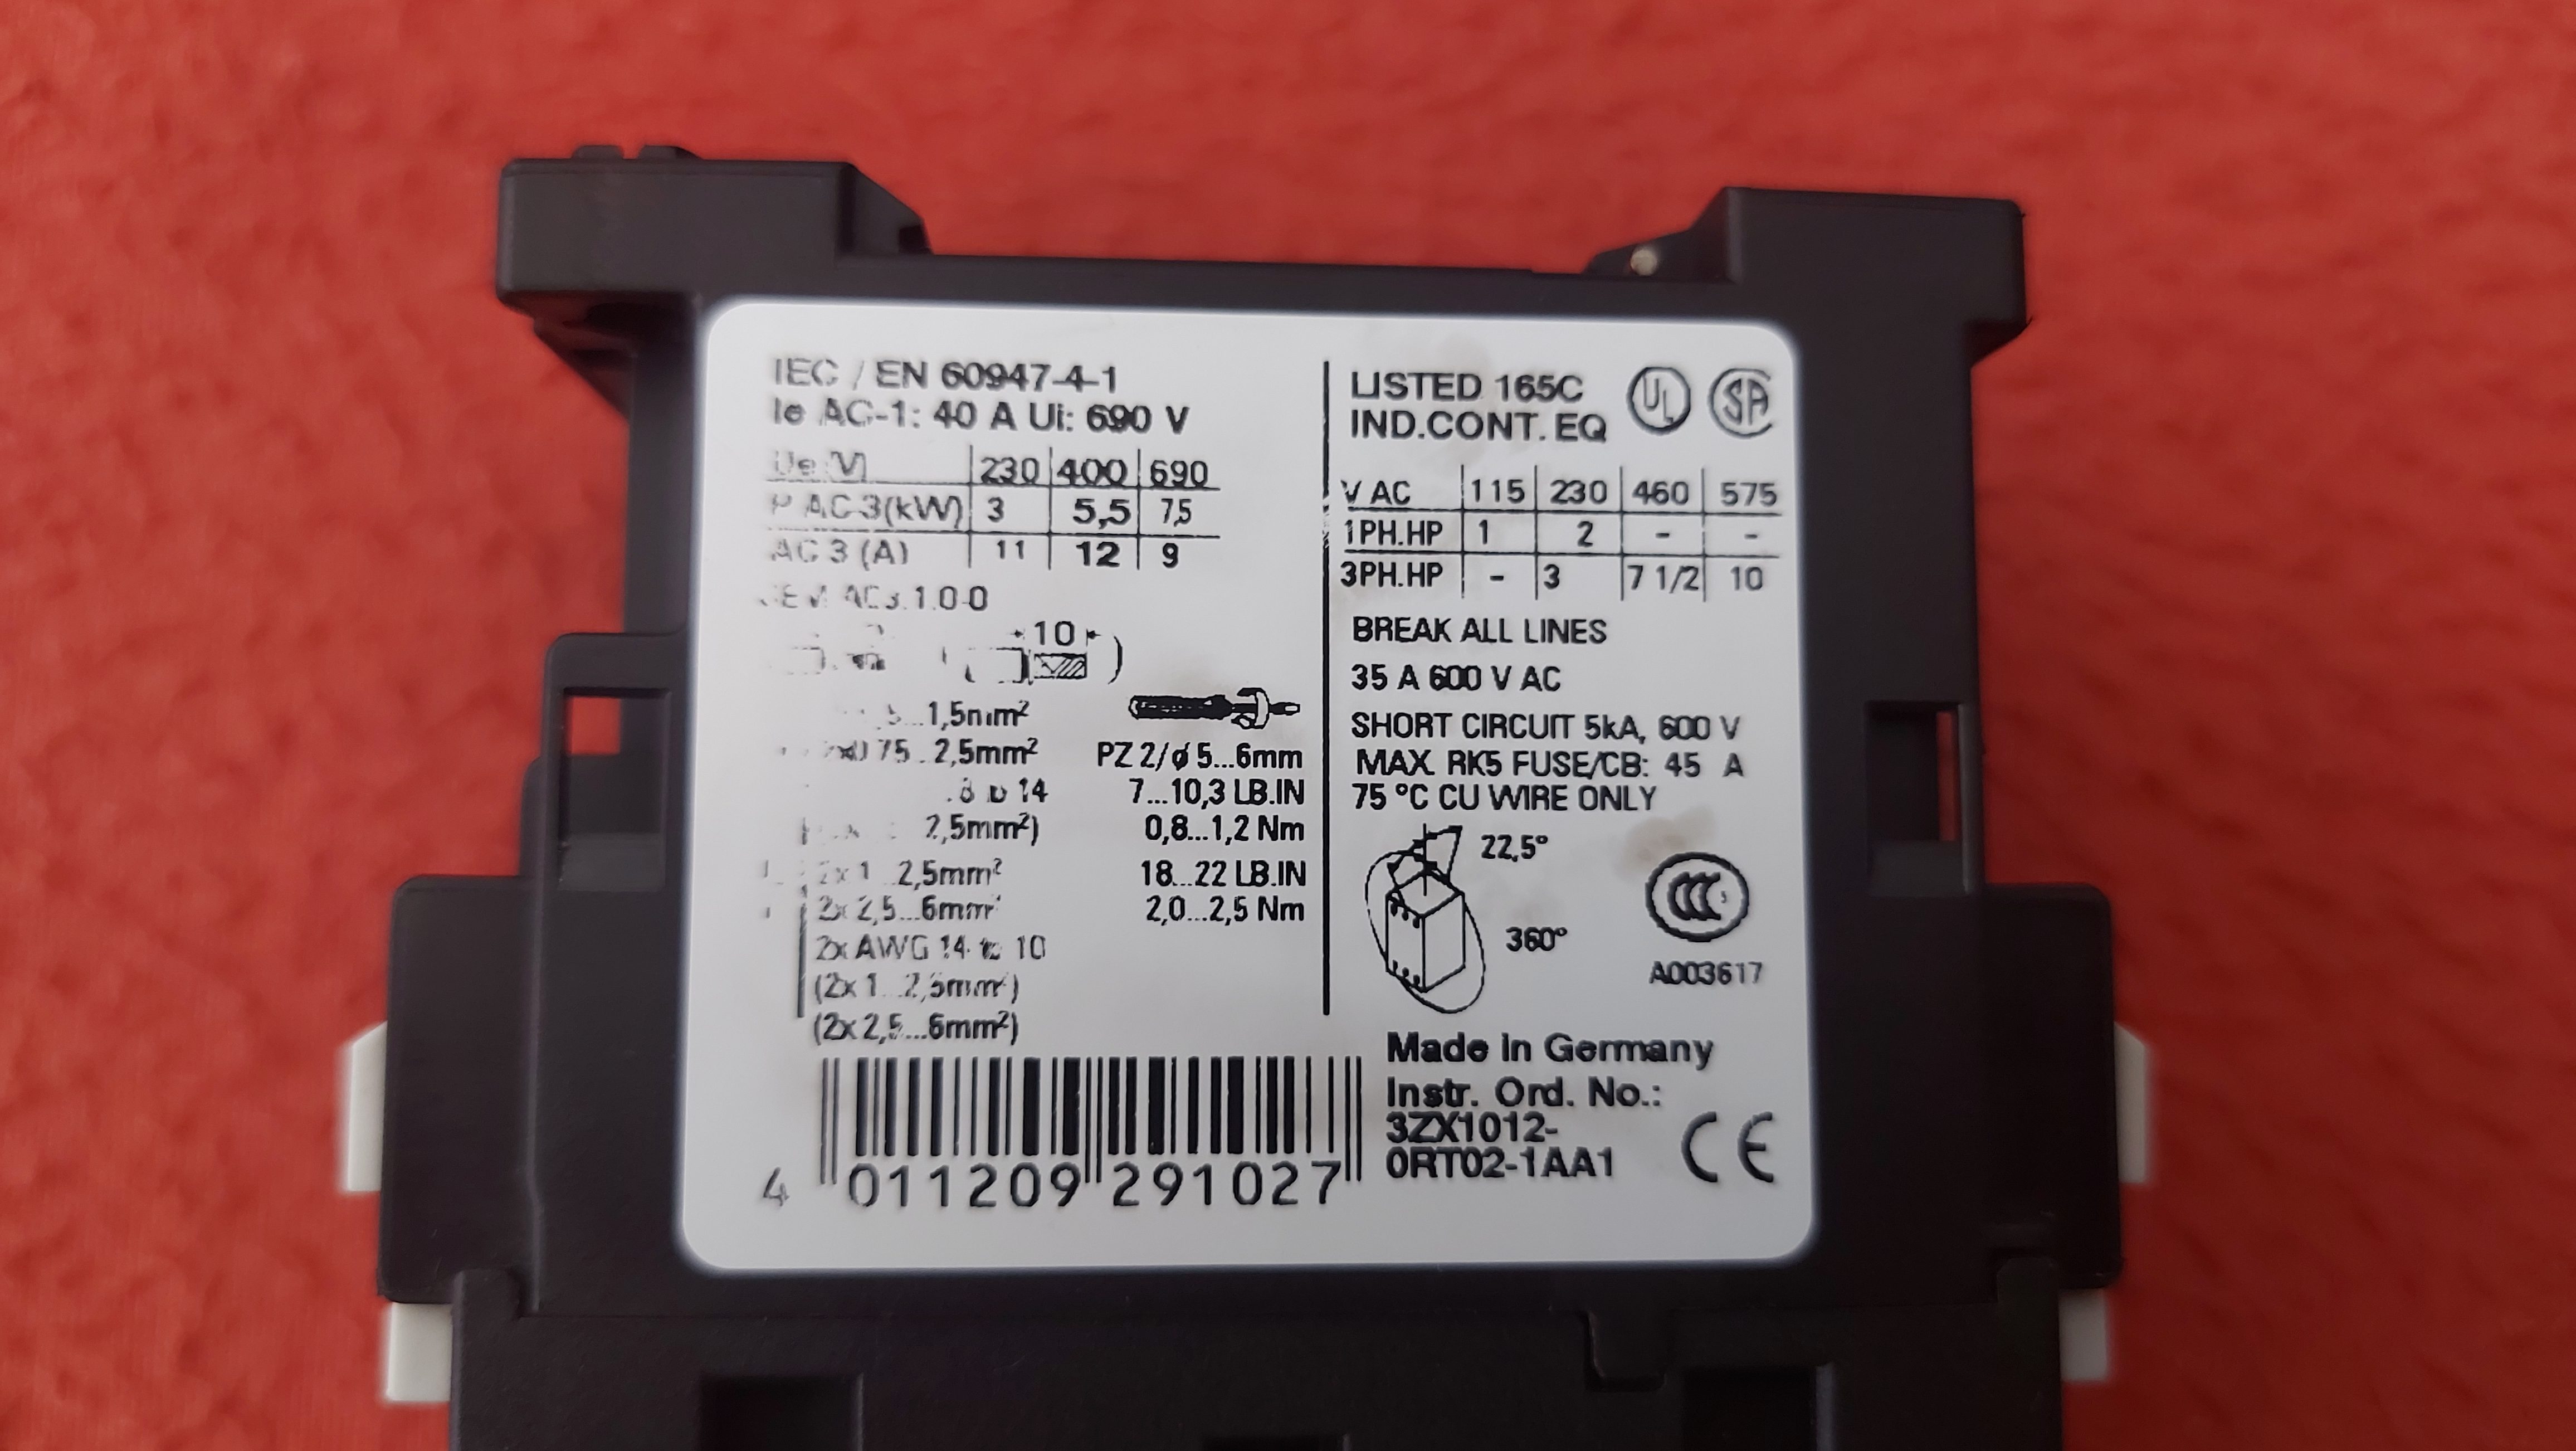 IEC / EN 60947-4-1
Ie AC-1: 40 A Ui: 690 V
Ue (V) 230 400 690
P AC 3(kW) 3 5,5 7,5
AC 3 (A) 11 12 9
1.0-0
10
1,5mm²
75 2,5mm²
14
2,5mm²)
2x 1 2,5mm²
2x 2,5...6mm²
2x AWG 14 to 10
(2x 1...2,5mm²)
(2x 2,5...6mm²)
PZ 2/ø 5...6mm
7...10,3 LB.IN
0,8...1,2 Nm
18...22 LB.IN
2,0...2,5 Nm
4 011209 291027
LISTED 165C
IND.CONT. EQ
UL SA
V AC 115 230 460 575
1PH.HP 1 2 - -
3PH.HP - 3 7 1/2 10
BREAK ALL LINES
35 A 600 V AC
SHORT CIRCUIT 5kA, 600 V
MAX. RK5 FUSE/CB: 45 A
75 °C CU WIRE ONLY
22,5°
360°
CCC
A003617
Made in Germany
Instr. Ord. No.:
3ZX1012-
0RT02-1AA1
CE